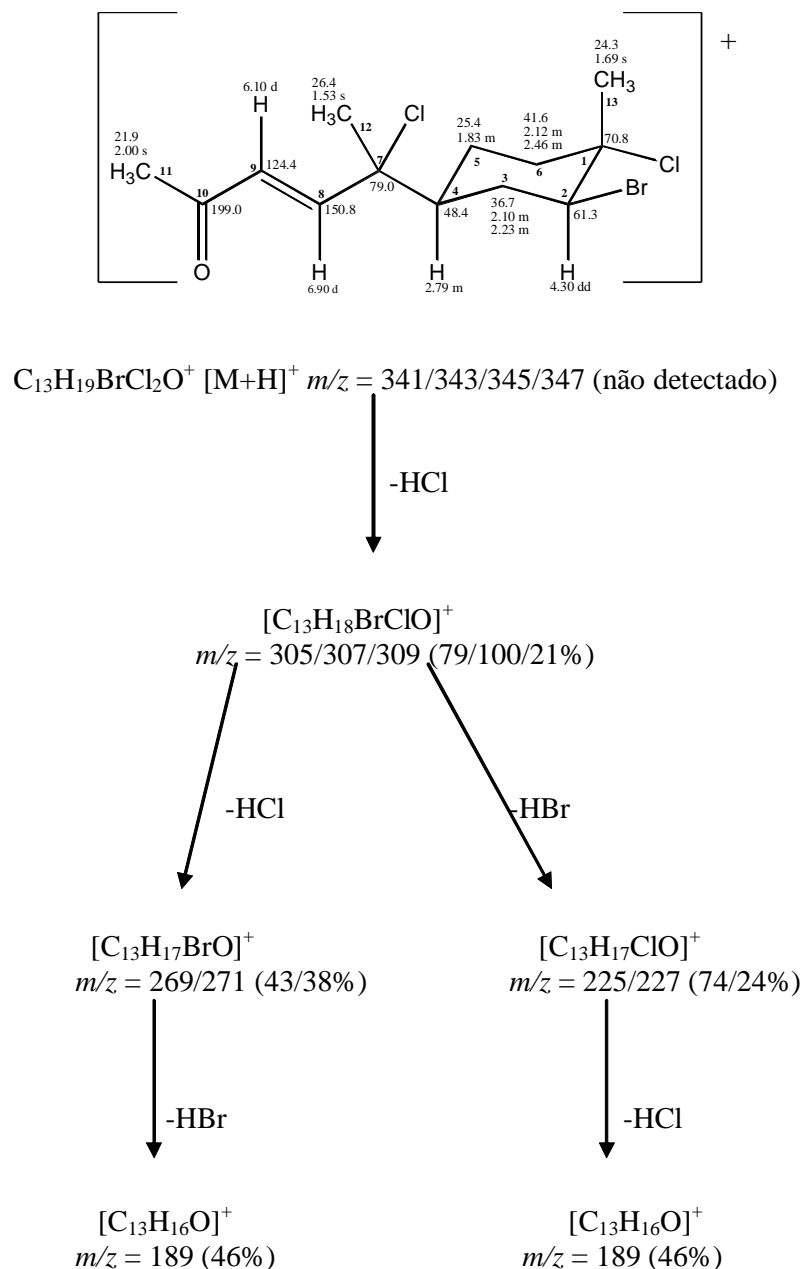 24.3
1.69 s
CH₃
13
+
6.10 d
H
26.4
1.53 s
H₃C
12
Cl
25.4
1.83 m
5
41.6
2.12 m
2.46 m
6
1
70.8
Cl
21.9
2.00 s
H₃C
11
9
124.4
7
79.0
3
2
Br
10
199.0
8
150.8
4
48.4
36.7
2.10 m
2.23 m
61.3
O
H
6.90 d
H
2.79 m
H
4.30 dd
C₁₃H₁₉BrCl₂O⁺ [M+H]⁺ m/z = 341/343/345/347 (não detectado)
-HCl
[C₁₃H₁₈BrClO]⁺
m/z = 305/307/309 (79/100/21%)
-HCl
-HBr
[C₁₃H₁₇BrO]⁺
m/z = 269/271 (43/38%)
[C₁₃H₁₇ClO]⁺
m/z = 225/227 (74/24%)
-HBr
-HCl
[C₁₃H₁₆O]⁺
m/z = 189 (46%)
[C₁₃H₁₆O]⁺
m/z = 189 (46%)